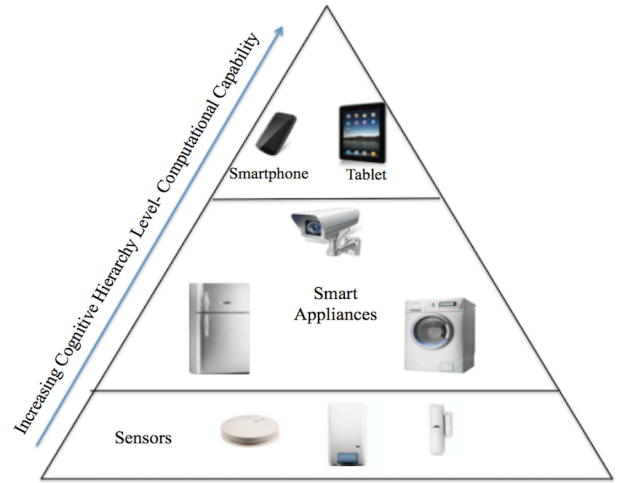 Increasing Cognitive Hierarchy Level- Computational Capability
Smartphone
Tablet
Smart
Appliances
Sensors